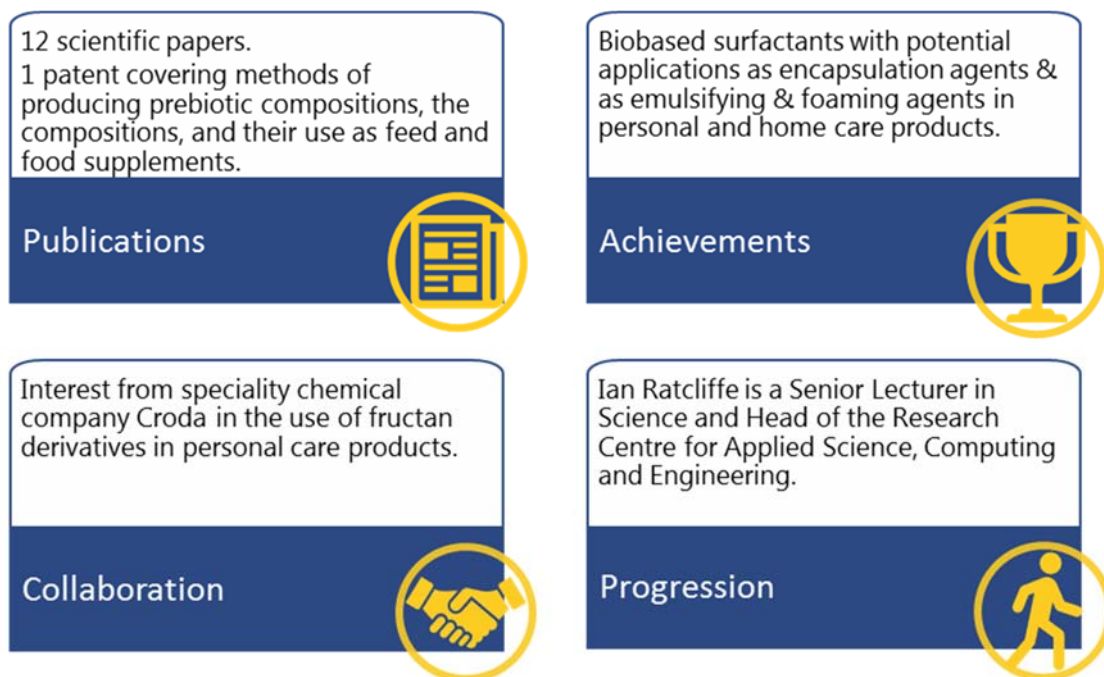 12 scientific papers.
1 patent covering methods of
producing prebiotic compositions, the
compositions, and their use as feed and
food supplements.
Publications
Biobased surfactants with potential
applications as encapsulation agents &
as emulsifying & foaming agents in
personal and home care products.
Achievements
Interest from speciality chemical
company Croda in the use of fructan
derivatives in personal care products.
Collaboration
Ian Ratcliffe is a Senior Lecturer in
Science and Head of the Research
Centre for Applied Science, Computing
and Engineering.
Progression